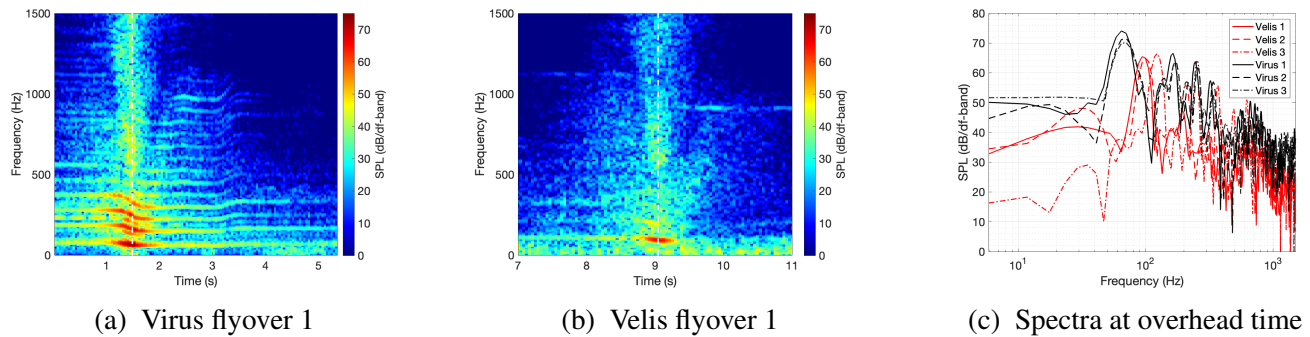 1500
1000
500
0
Frequency (Hz)
1 2 3 4 5
Time (s)
70
60
50
40
30
20
10
0
SPL (dB/df-band)
(a) Virus flyover 1
1500
1000
500
0
Frequency (Hz)
7 8 9 10 11
Time (s)
70
60
50
40
30
20
10
0
SPL (dB/df-band)
(b) Velis flyover 1
80
70
60
50
40
30
20
10
0
SPL (dB/df-band)
10¹ 10² 10³
Frequency (Hz)
Velis 1
Velis 2
Velis 3
Virus 1
Virus 2
Virus 3
(c) Spectra at overhead time